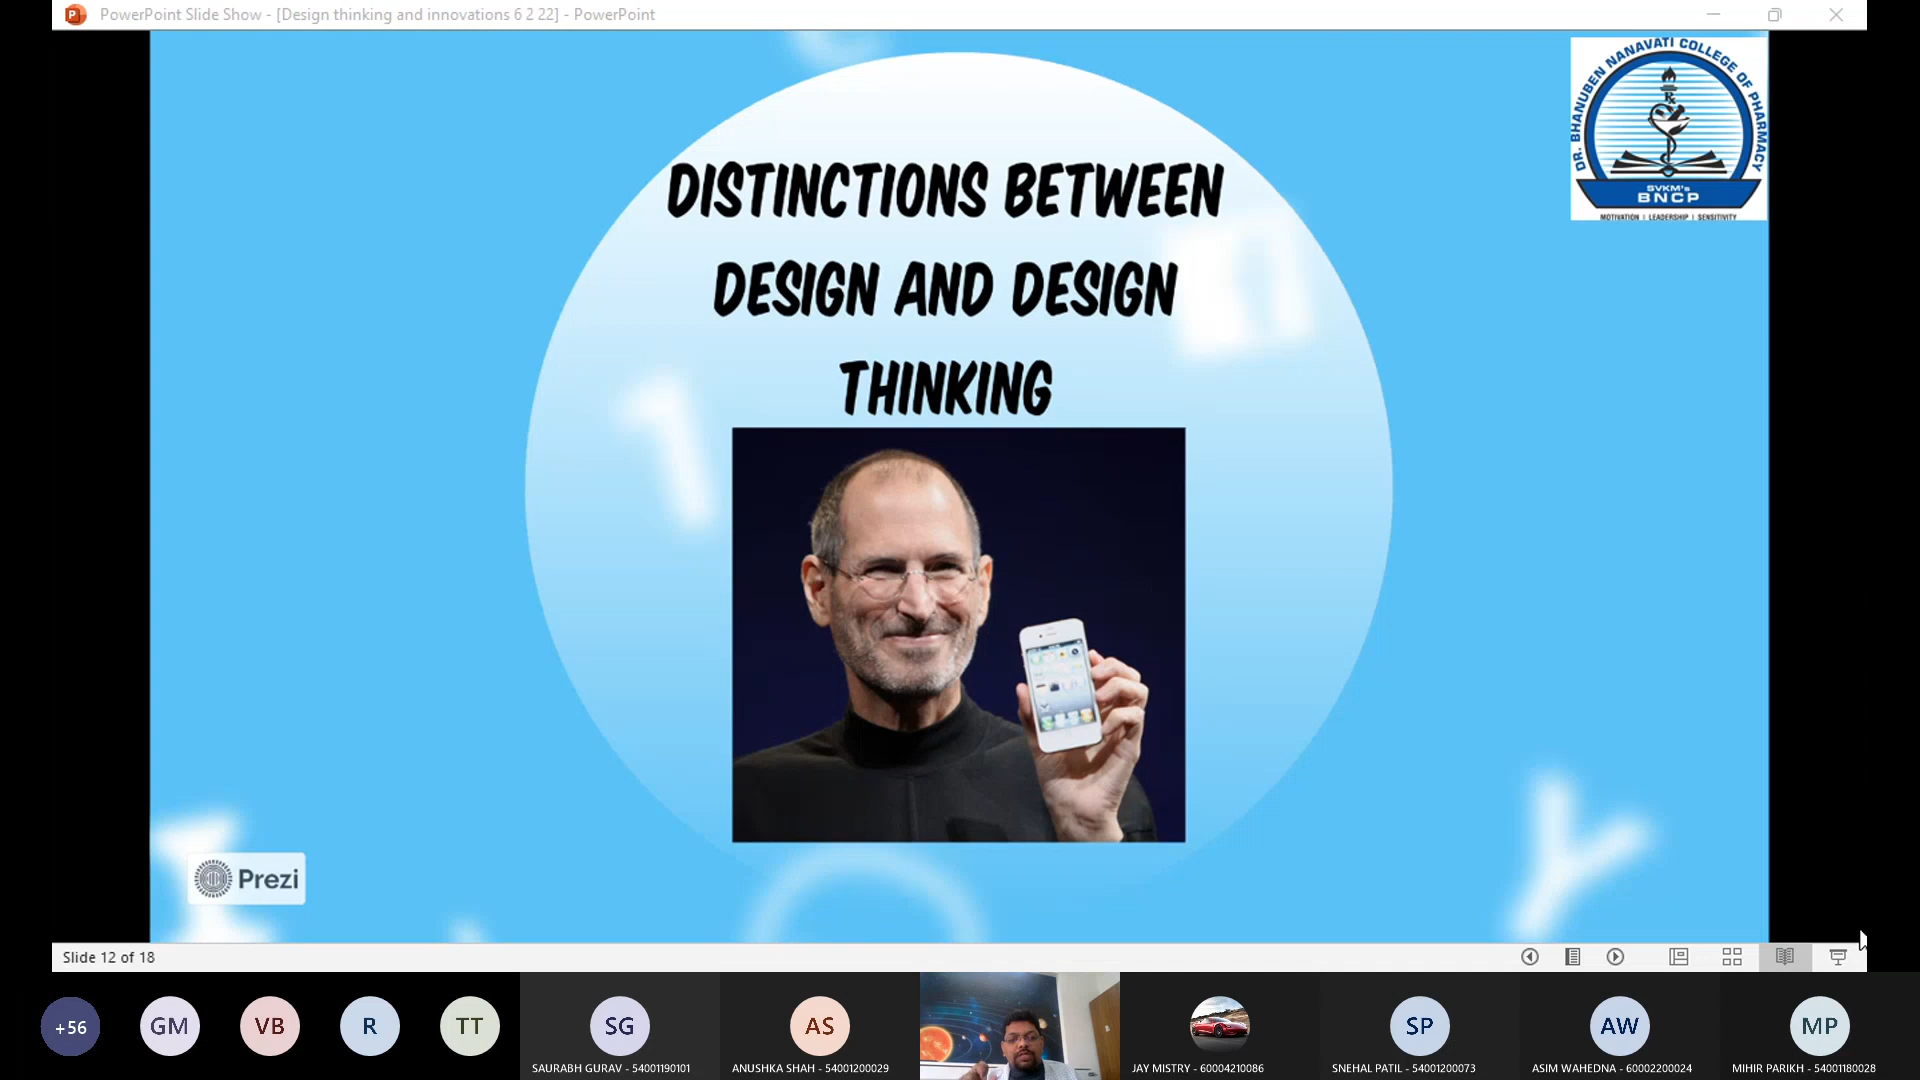 PowerPoint Slide Show - [Design thinking and innovations 6 2 22] - PowerPoint
DR. BHANUBEN NANAVATI COLLEGE OF PHARMACY
Rx
SVKM's
BNCP
MOTIVATION | LEADERSHIP | SENSITIVITY
DISTINCTIONS BETWEEN
DESIGN AND DESIGN
THINKING
Prezi
Slide 12 of 18
+56
GM
VB
R
TT
SG
AS
SP
AW
MP
SAURABH GURAV - 54001190101
ANUSHKA SHAH - 54001200029
JAY MISTRY - 60004210086
SNEHAL PATIL - 54001200073
ASIM WAHEDNA - 60002200024
MIHIR PARIKH - 54001180028